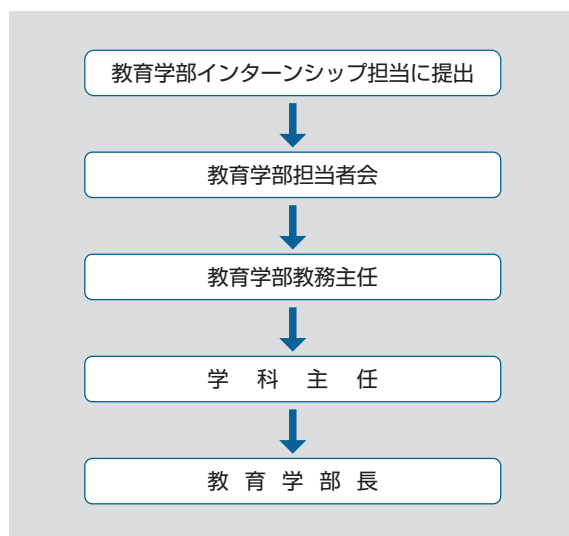 教育学部インターンシップ担当に提出
教育学部担当者会
教育学部教務主任
学科主任
教育学部長